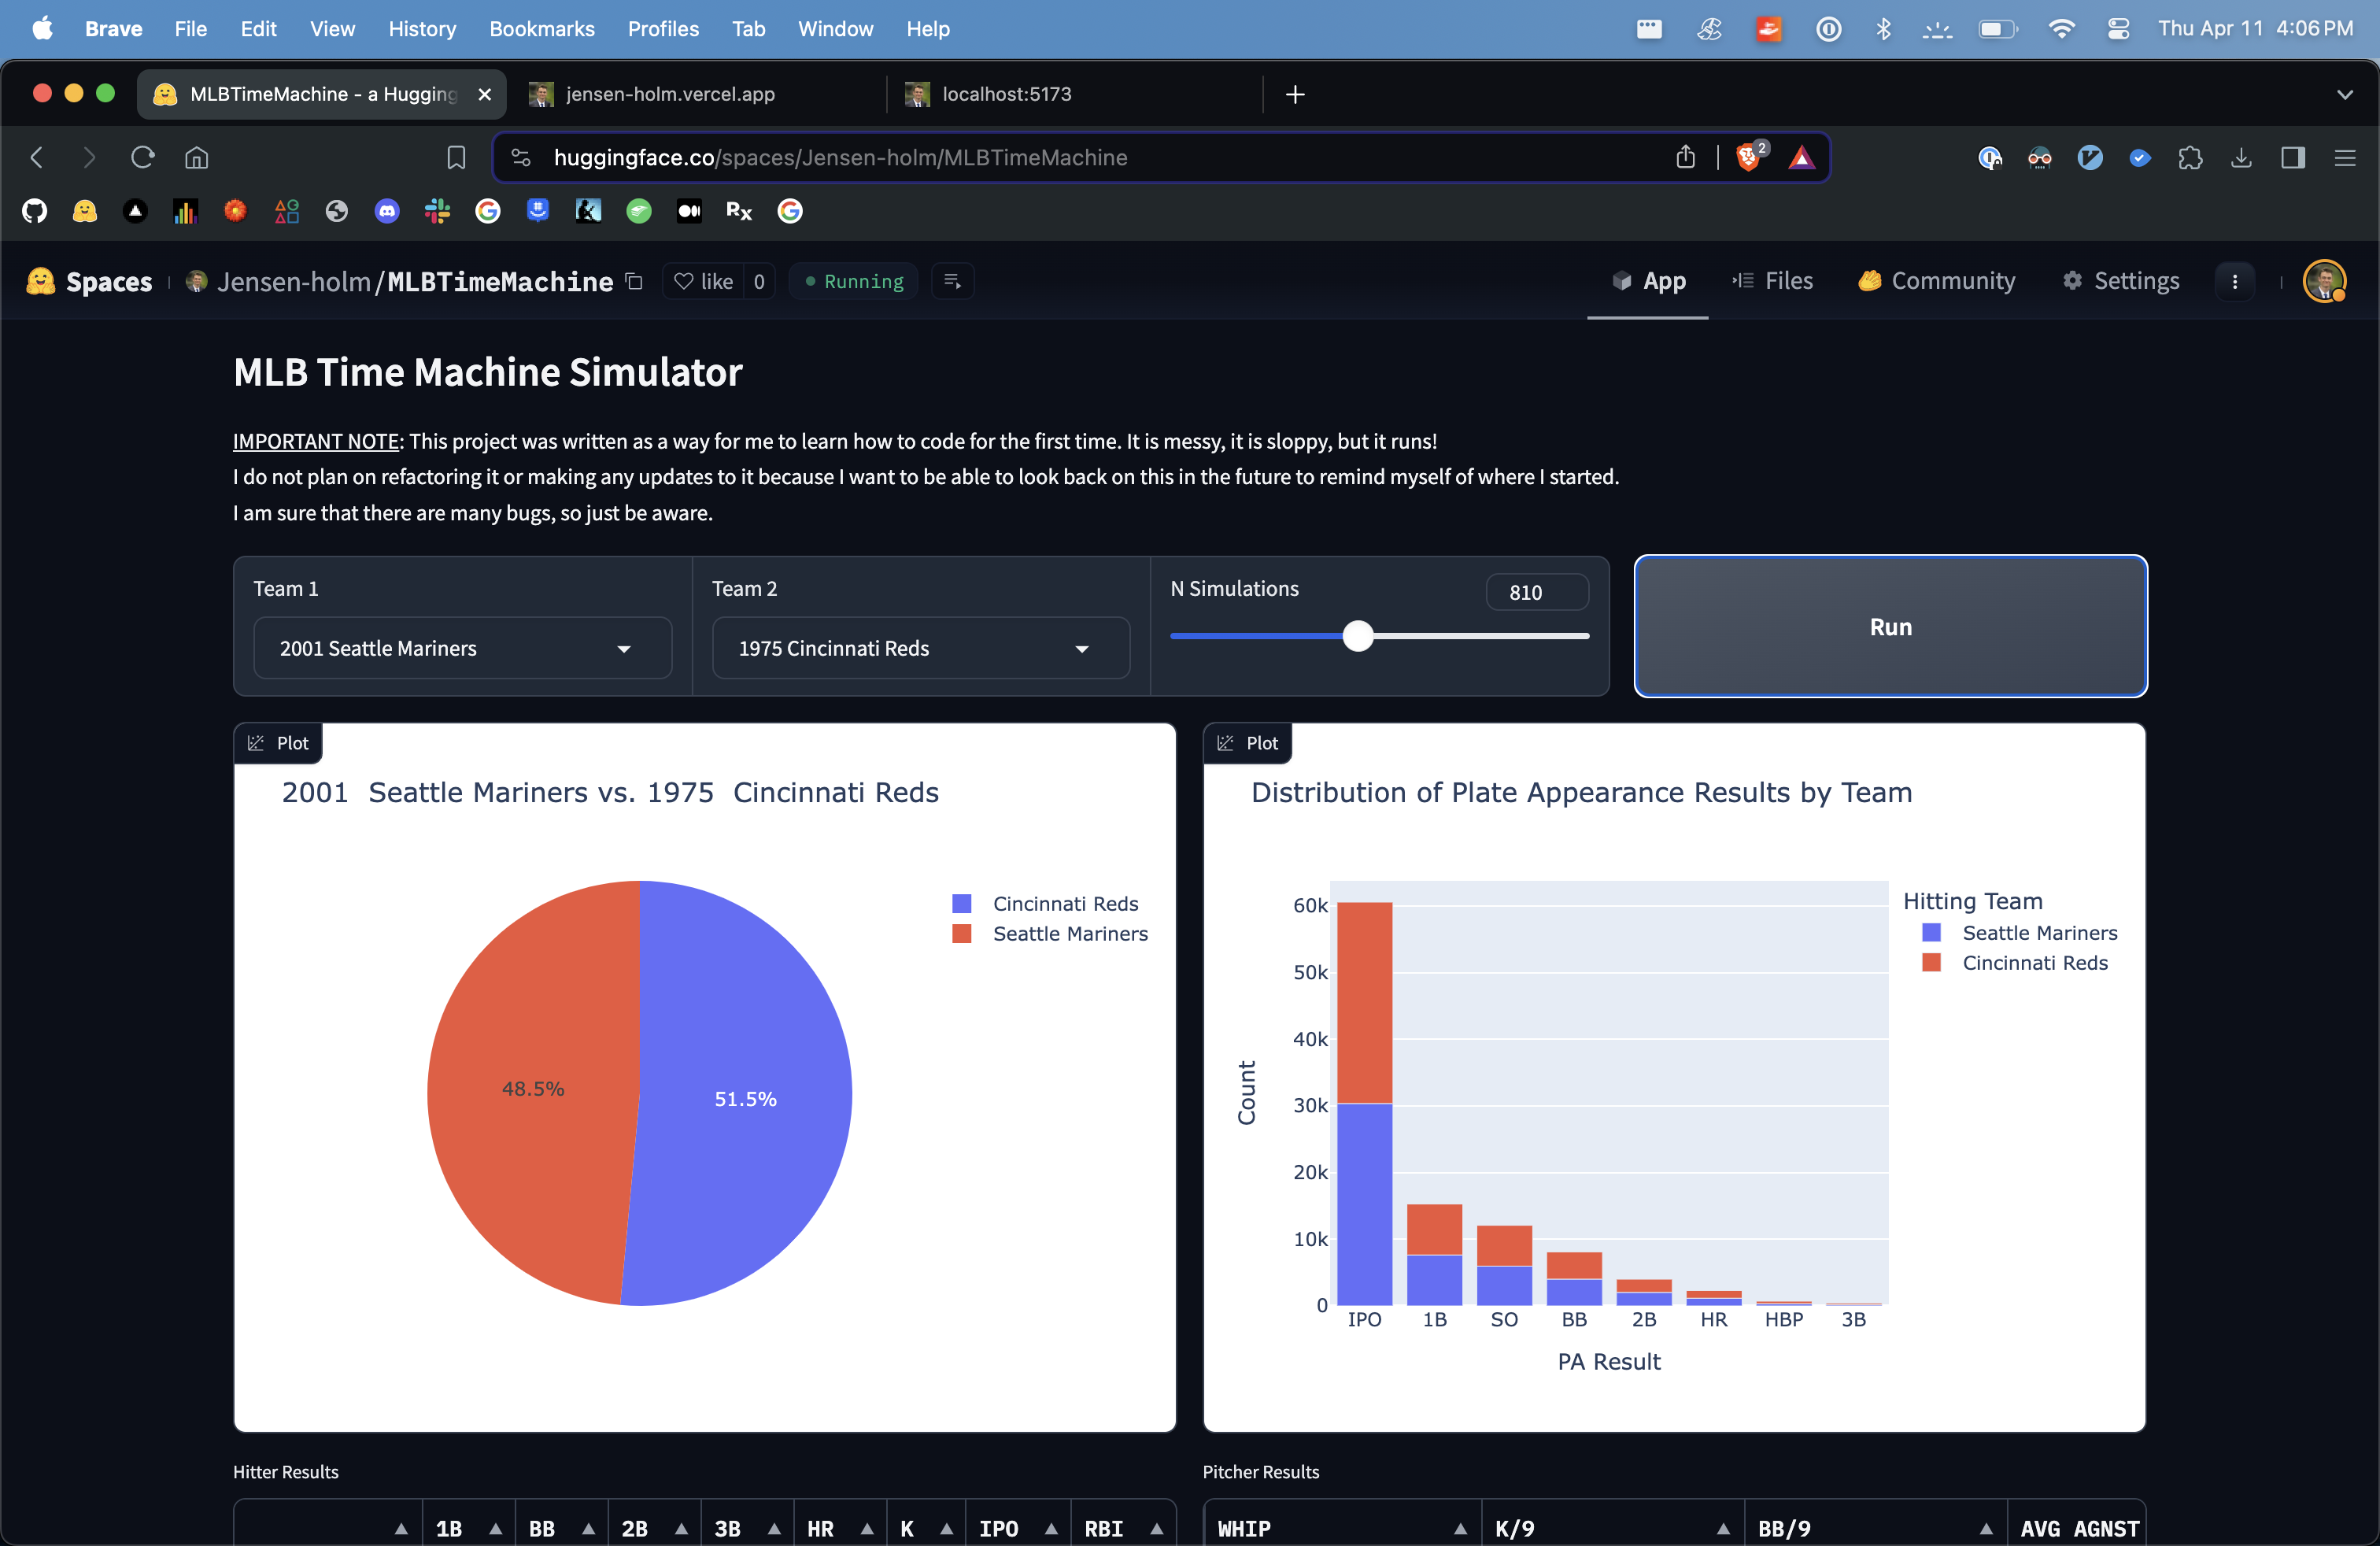 Brave File Edit View History Bookmarks Profiles Tab Window Help Thu Apr 11 4:06 PM
MLBTimeMachine - a Hugging jensen-holm.vercel.app localhost:5173
huggingface.co/spaces/Jensen-holm/MLBTimeMachine 2
Rx
Spaces Jensen-holm/MLBTimeMachine like 0 Running App Files Community Settings
MLB Time Machine Simulator
IMPORTANT NOTE: This project was written as a way for me to learn how to code for the first time. It is messy, it is sloppy, but it runs!
I do not plan on refactoring it or making any updates to it because I want to be able to look back on this in the future to remind myself of where I started.
I am sure that there are many bugs, so just be aware.
Team 1 Team 2 N Simulations 810
2001 Seattle Mariners 1975 Cincinnati Reds
Run
Plot
2001 Seattle Mariners vs. 1975 Cincinnati Reds
Cincinnati Reds
Seattle Mariners
48.5%
51.5%
Plot
Distribution of Plate Appearance Results by Team
Hitting Team
Seattle Mariners
Cincinnati Reds
60k
50k
40k
30k
20k
10k
0
Count
IPO 1B SO BB 2B HR HBP 3B
PA Result
Hitter Results
1B BB 2B 3B HR K IPO RBI
Pitcher Results
WHIP K/9 BB/9 AVG AGNST